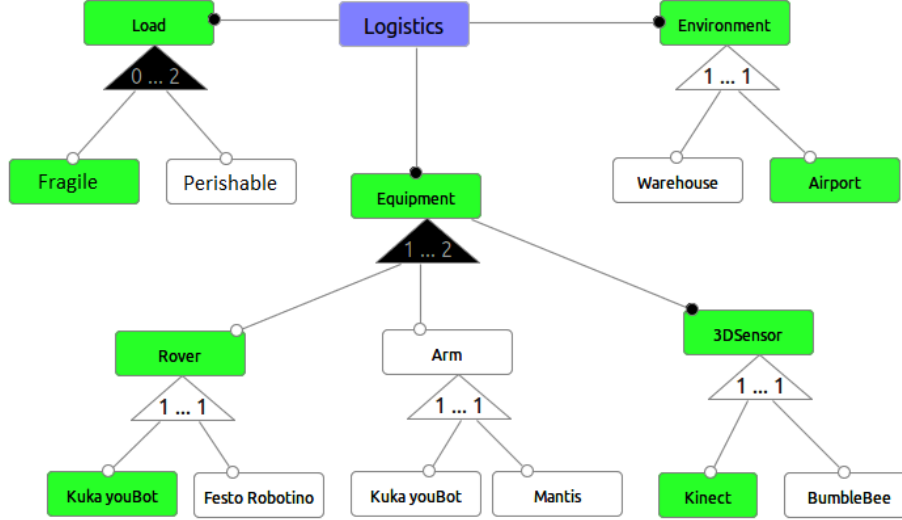 Load
Logistics
Environment
0 ... 2
1 ... 1
Fragile
Perishable
Warehouse
Airport
Equipment
1 ... 2
Rover
Arm
3DSensor
1 ... 1
1 ... 1
1 ... 1
Kuka youBot
Festo Robotino
Kuka youBot
Mantis
Kinect
BumbleBee